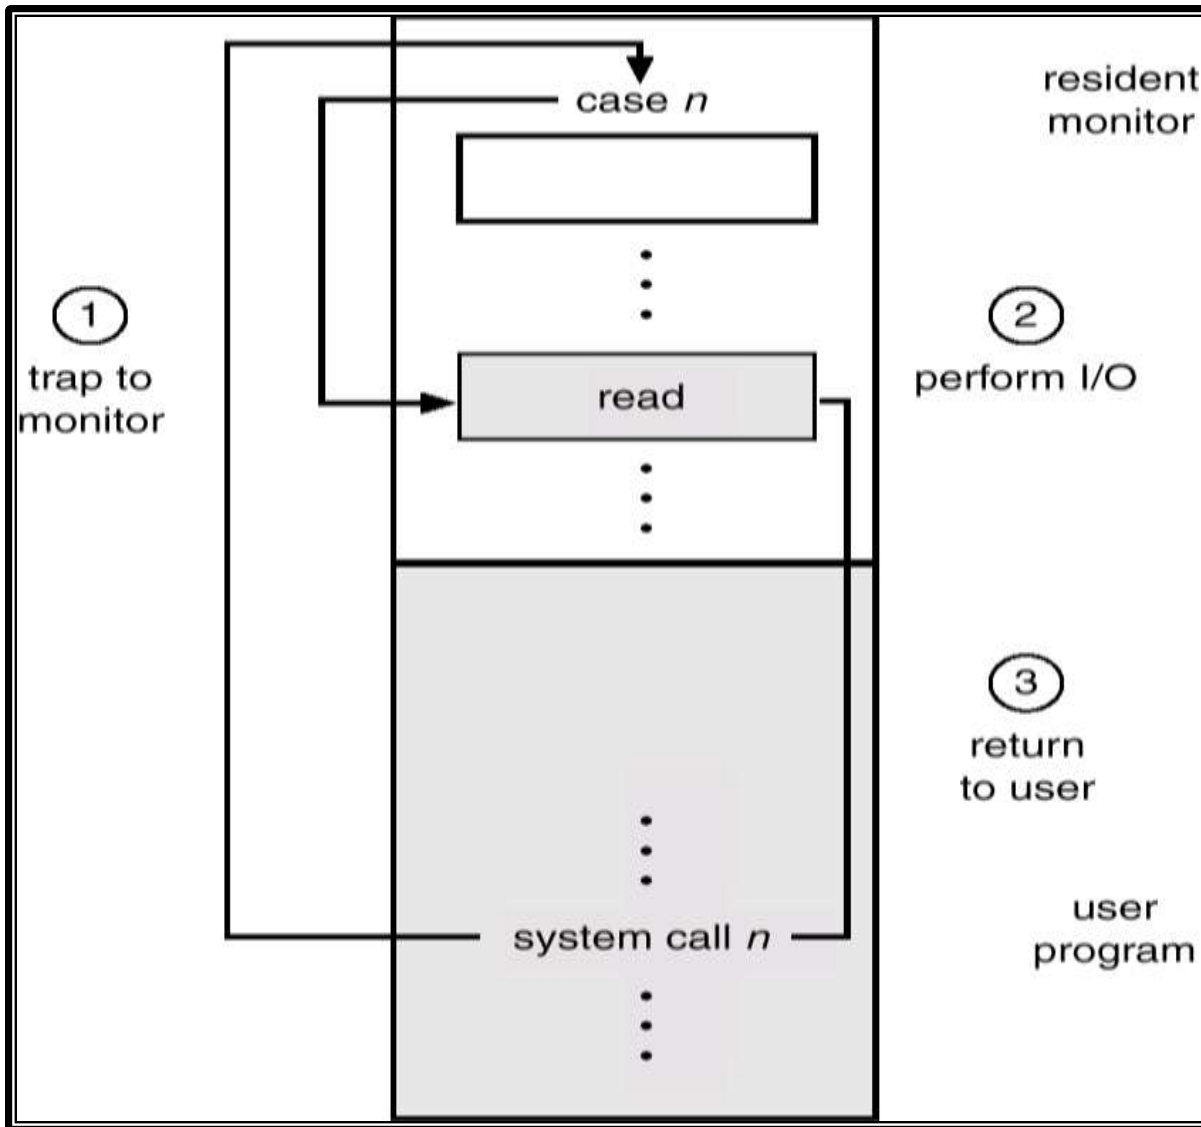 case n
resident
monitor
1
trap to
monitor
2
perform I/O
read
3
return
to user
system call n
user
program